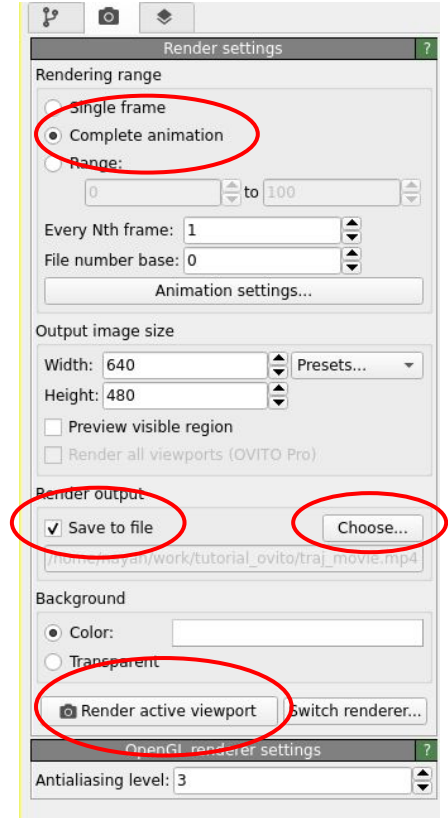 Render settings ?
Rendering range
Single frame
Complete animation
Range:
0 to 100
Every Nth frame: 1
File number base: 0
Animation settings...
Output image size
Width: 640 Presets...
Height: 480
Preview visible region
Render all viewports (OVITO Pro)
Render output
Save to file Choose...
/home/nayan/work/tutorial_ovito/traj_movie.mp4
Background
Color:
Transparent
Render active viewport Switch renderer...
OpenGL renderer settings ?
Antialiasing level: 3